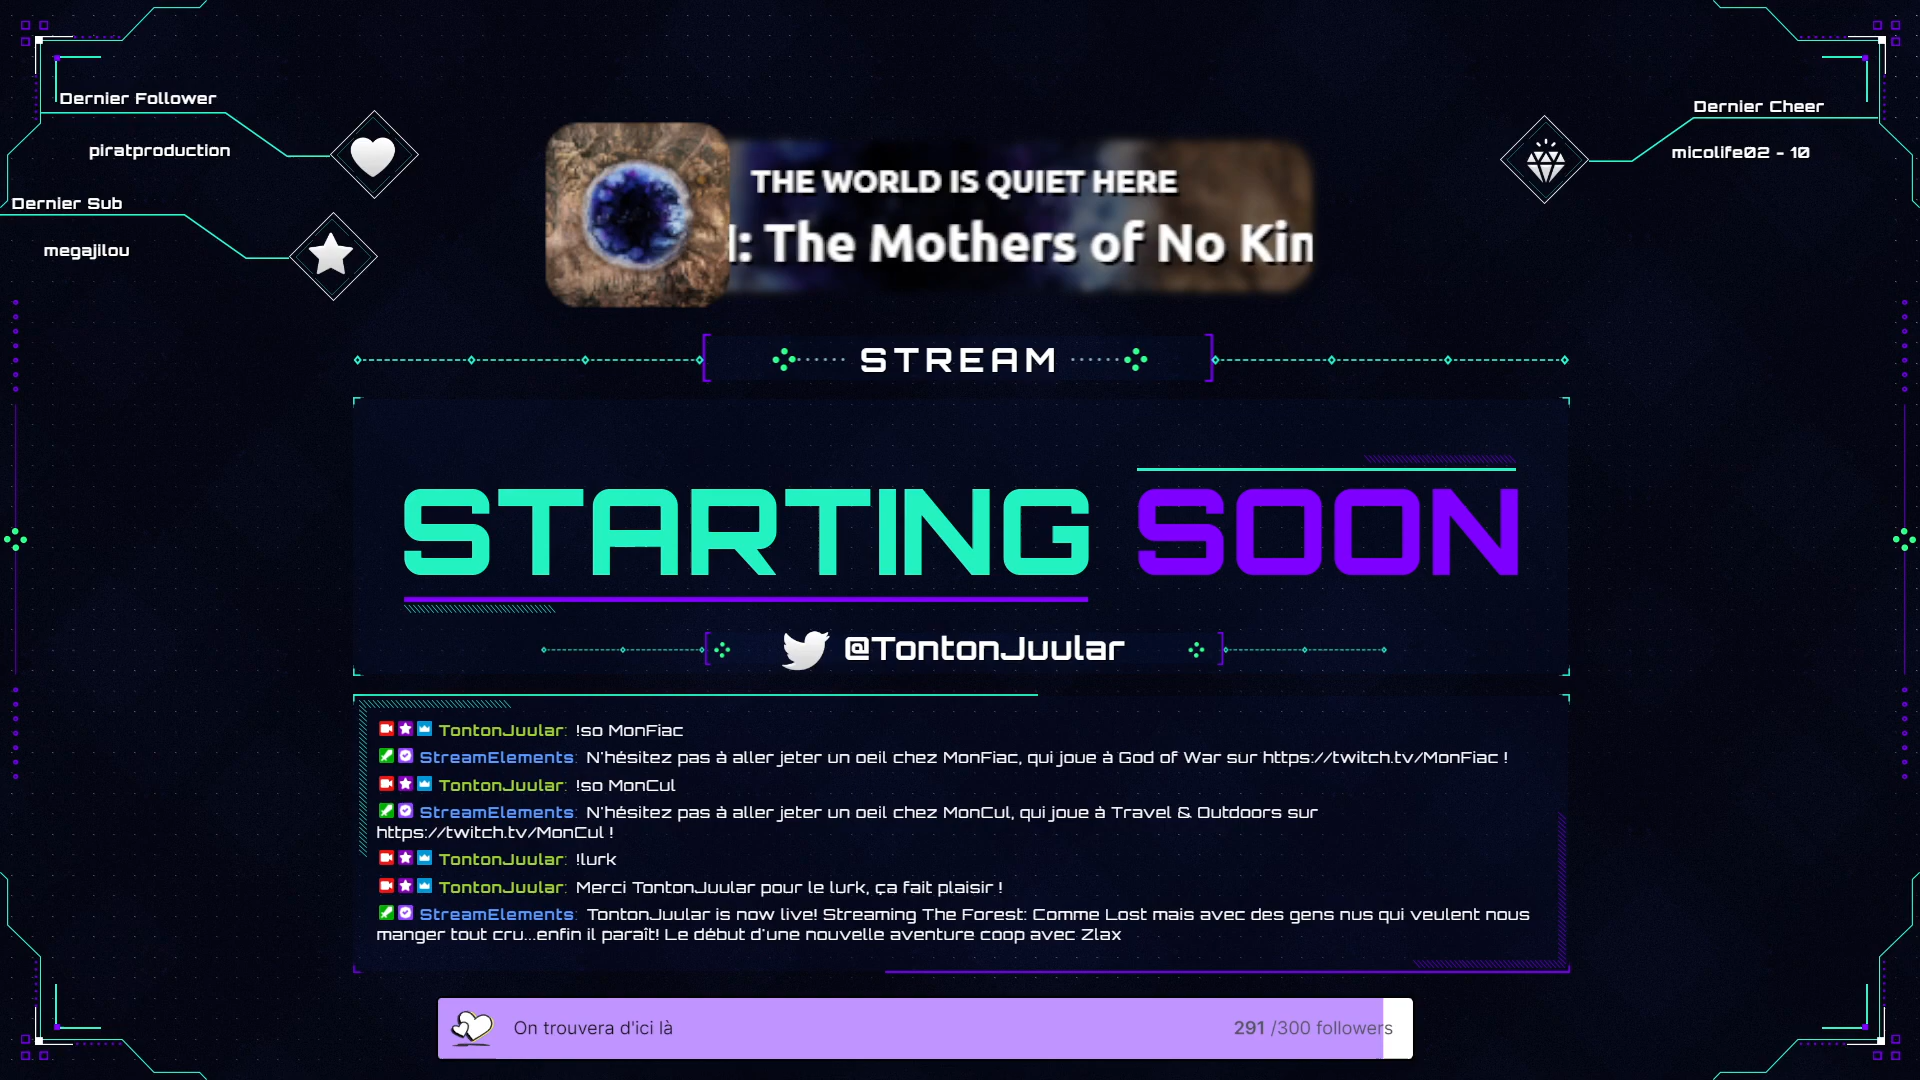 Dernier Follower
piratproduction
Dernier Sub
megajilou
Dernier Cheer
micolife02 - 10
THE WORLD IS QUIET HERE
: The Mothers of No Kin
STREAM
STARTING SOON
@TontonJuular
TontonJuular: !so MonFiac
StreamElements: N'hésitez pas à aller jeter un oeil chez MonFiac, qui joue à God of War sur https://twitch.tv/MonFiac !
TontonJuular: !so MonCul
StreamElements: N'hésitez pas à aller jeter un oeil chez MonCul, qui joue à Travel & Outdoors sur
https://twitch.tv/MonCul !
TontonJuular: !lurk
TontonJuular: Merci TontonJuular pour le lurk, ça fait plaisir !
StreamElements: TontonJuular is now live! Streaming The Forest: Comme Lost mais avec des gens nus qui veulent nous
manger tout cru...enfin il paraît! Le début d'une nouvelle aventure coop avec Zlax
On trouvera d'ici là
291 /300 followers